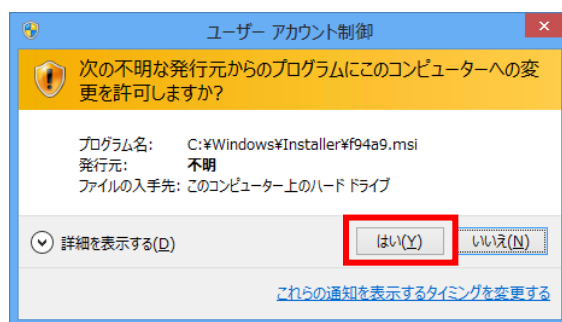 ユーザー アカウント制御
次の不明な発行元からのプログラムにこのコンピューターへの変
更を許可しますか?
プログラム名: C:¥Windows¥Installer¥f94a9.msi
発行元: 不明
ファイルの入手先: このコンピューター上のハード ドライブ
詳細を表示する(D) はい(Y) いいえ(N)
これらの通知を表示するタイミングを変更する